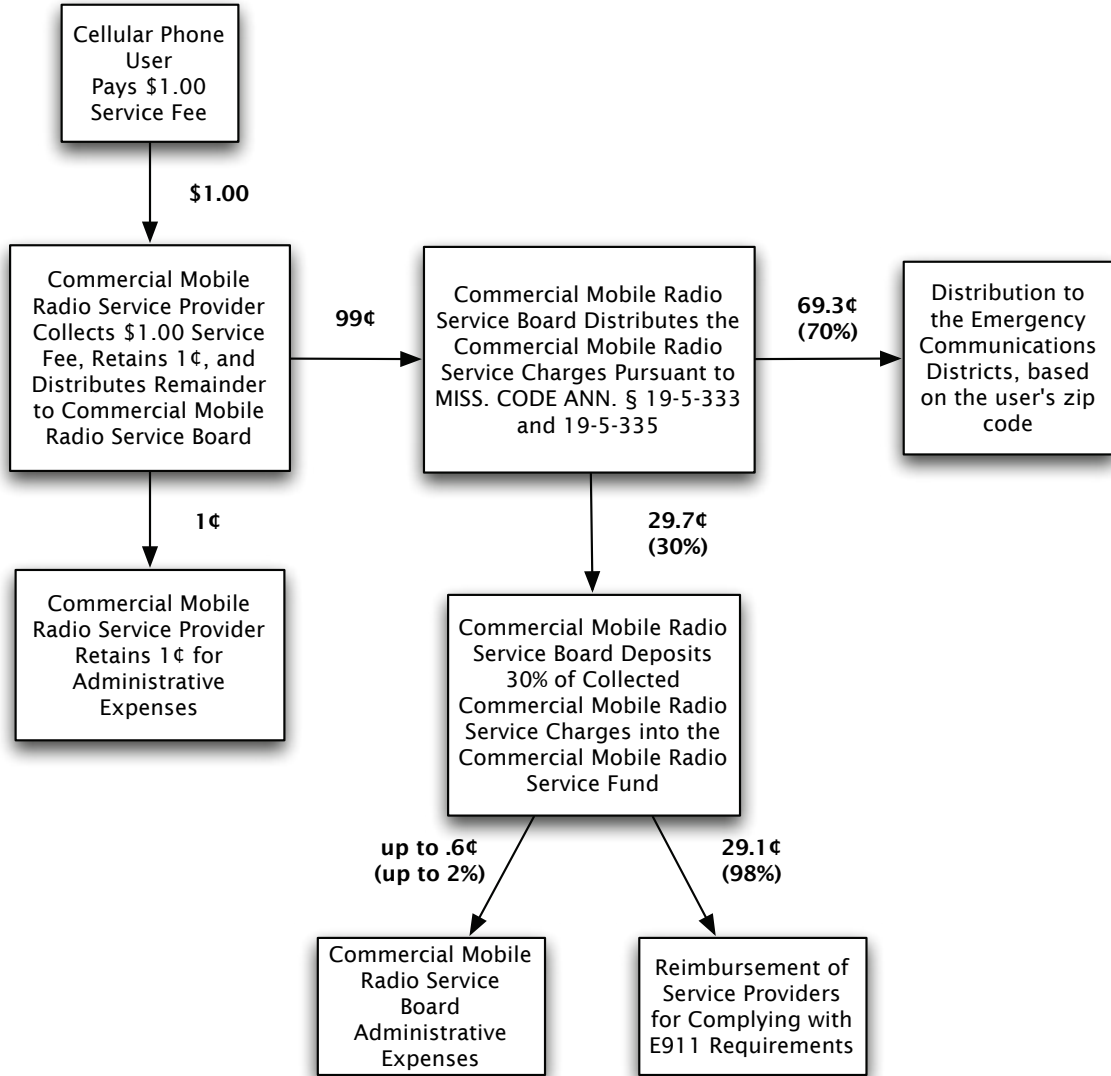 Cellular Phone
User
Pays $1.00
Service Fee
$1.00
Commercial Mobile
Radio Service Provider
Collects $1.00 Service
Fee, Retains 1¢, and
Distributes Remainder
to Commercial Mobile
Radio Service Board
99¢
Commercial Mobile Radio
Service Board Distributes the
Commercial Mobile Radio
Service Charges Pursuant to
MISS. CODE ANN. § 19-5-333
and 19-5-335
69.3¢
(70%)
Distribution to
the Emergency
Communications
Districts, based
on the user's zip
code
1¢
Commercial Mobile
Radio Service Provider
Retains 1¢ for
Administrative
Expenses
29.7¢
(30%)
Commercial Mobile Radio
Service Board Deposits
30% of Collected
Commercial Mobile Radio
Service Charges into the
Commercial Mobile Radio
Service Fund
up to .6¢
(up to 2%)
29.1¢
(98%)
Commercial Mobile
Radio Service
Board
Administrative
Expenses
Reimbursement of
Service Providers
for Complying with
E911 Requirements